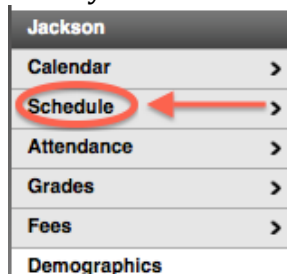 Jackson
Calendar
Schedule
Attendance
Grades
Fees
Demographics